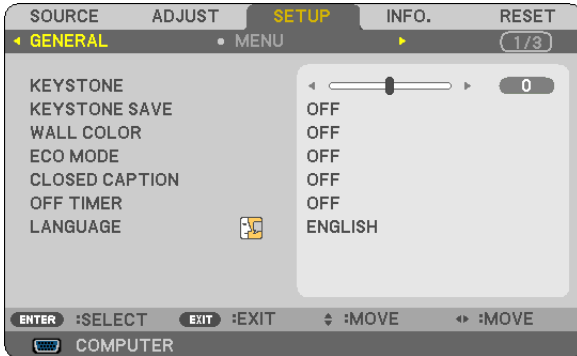 SOURCE ADJUST SETUP INFO. RESET
GENERAL MENU 1/3
KEYSTONE 0
KEYSTONE SAVE OFF
WALL COLOR OFF
ECO MODE OFF
CLOSED CAPTION OFF
OFF TIMER OFF
LANGUAGE ENGLISH
ENTER :SELECT EXIT :EXIT :MOVE :MOVE
COMPUTER